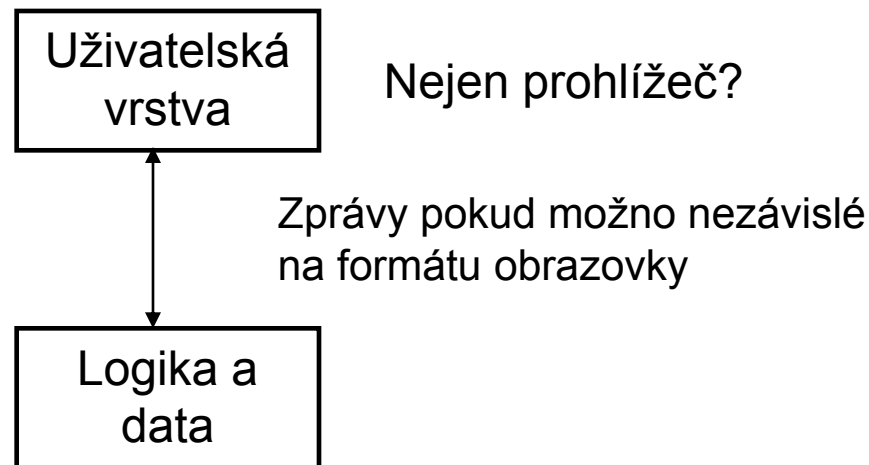 Uživatelská
vrstva
Nejen prohlížeč?
Zprávy pokud možno nezávislé
na formátu obrazovky
Logika a
data